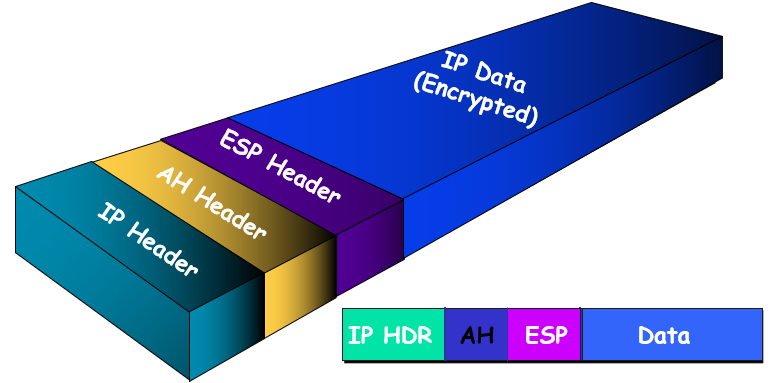 IP Data
(Encrypted)
ESP Header
AH Header
IP Header
IP HDR AH ESP Data